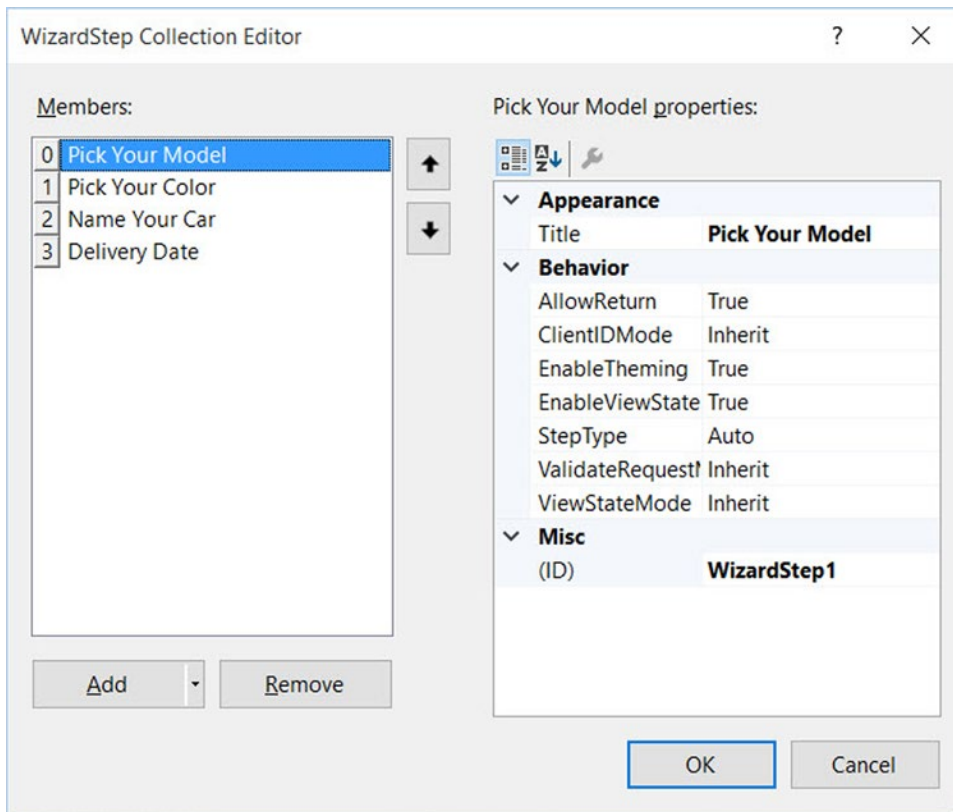 WizardStep Collection Editor ?
Members:
0 Pick Your Model
1 Pick Your Color
2 Name Your Car
3 Delivery Date
Add
Remove
Pick Your Model properties:
Appearance
Title Pick Your Model
Behavior
AllowReturn True
ClientIDMode Inherit
EnableTheming True
EnableViewState True
StepType Auto
ValidateRequestM Inherit
ViewStateMode Inherit
Misc
(ID) WizardStep1
OK
Cancel